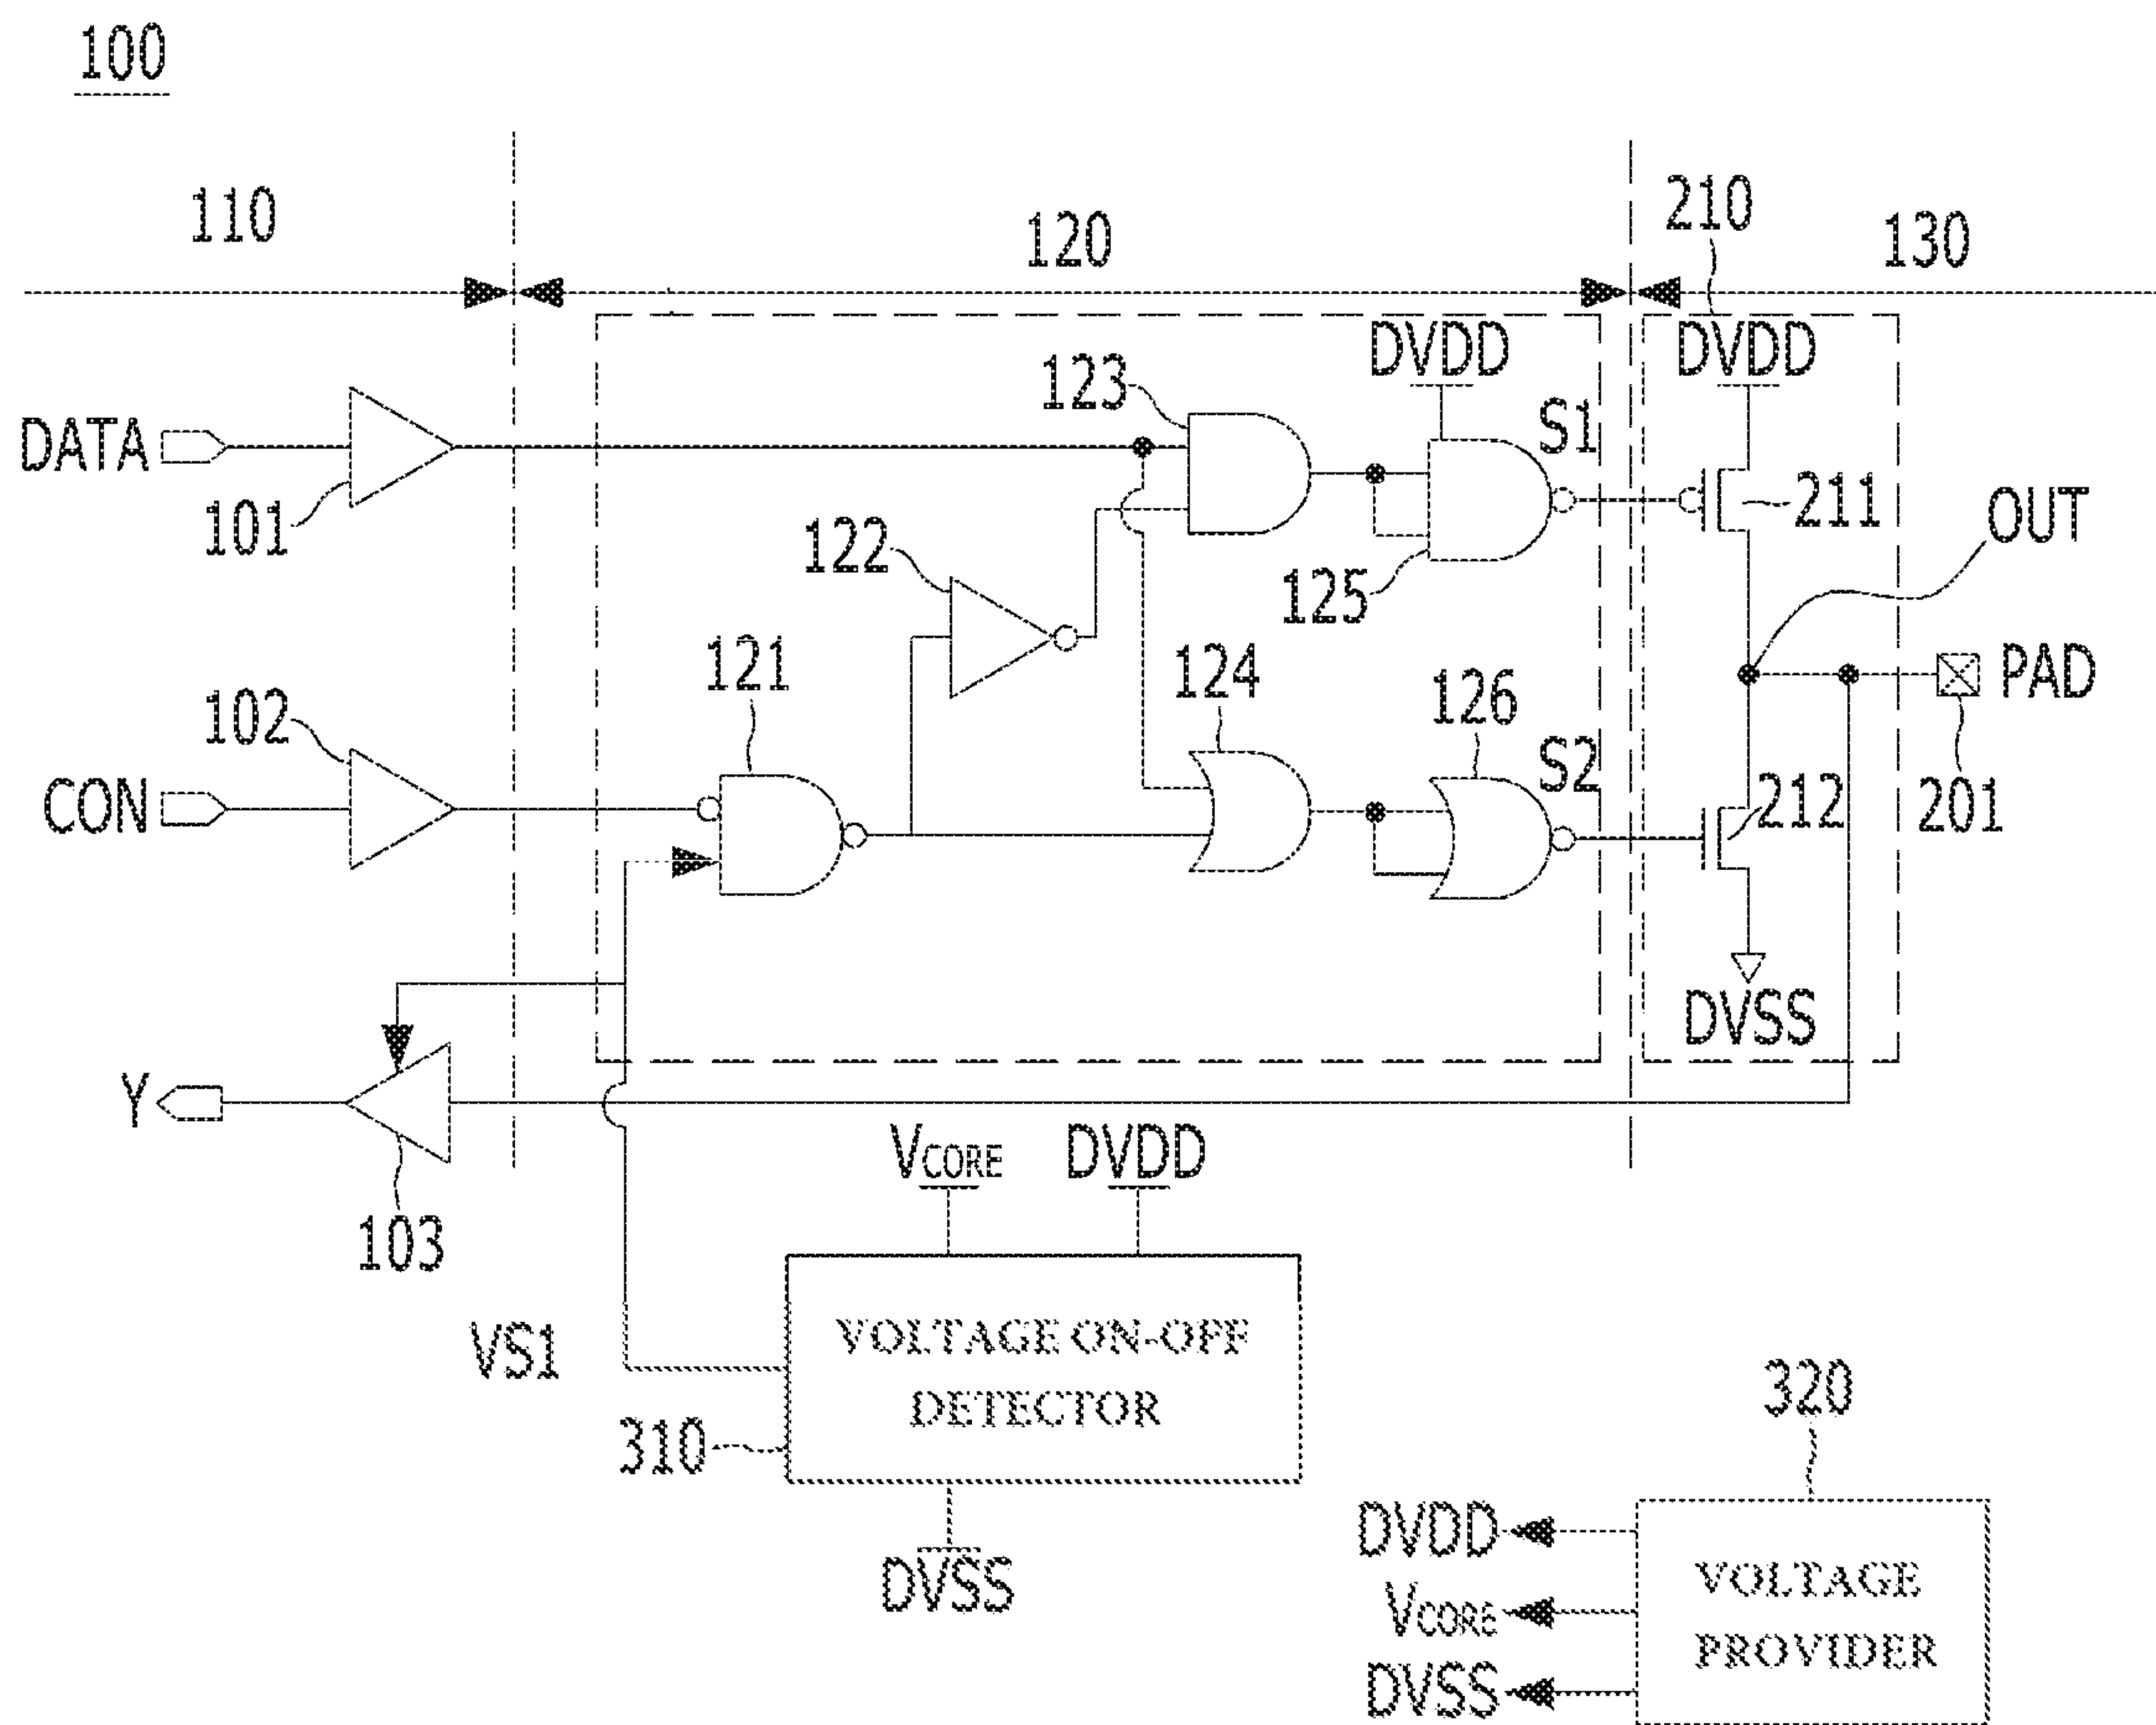 100
110
120
210
130
DVDD
DVDD
123
S1
DATA
101
125
211
OUT
122
121
124
126
PAD
102
S2
CON
212
201
DVSS
Y
103
VCORE
DVDD
VS1
VOLTAGE ON-OFF
DETECTOR
310
DVSS
320
DVDD
VCORE
DVSS
VOLTAGE
PROVIDER